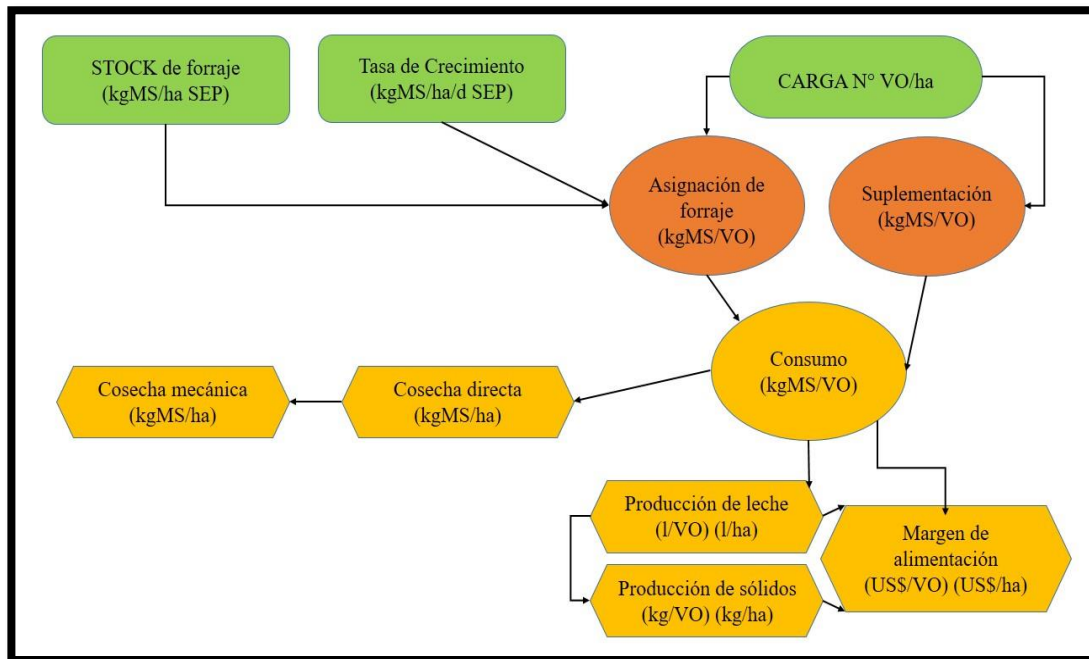 STOCK de forraje
(kgMS/ha SEP)
Tasa de Crecimiento
(kgMS/ha/d SEP)
CARGA N° VO/ha
Asignación de
forraje
(kgMS/VO)
Suplementación
(kgMS/VO)
Consumo
(kgMS/VO)
Cosecha mecánica
(kgMS/ha)
Cosecha directa
(kgMS/ha)
Producción de leche
(l/VO) (l/ha)
Producción de sólidos
(kg/VO) (kg/ha)
Margen de
alimentación
(US$/VO) (US$/ha)